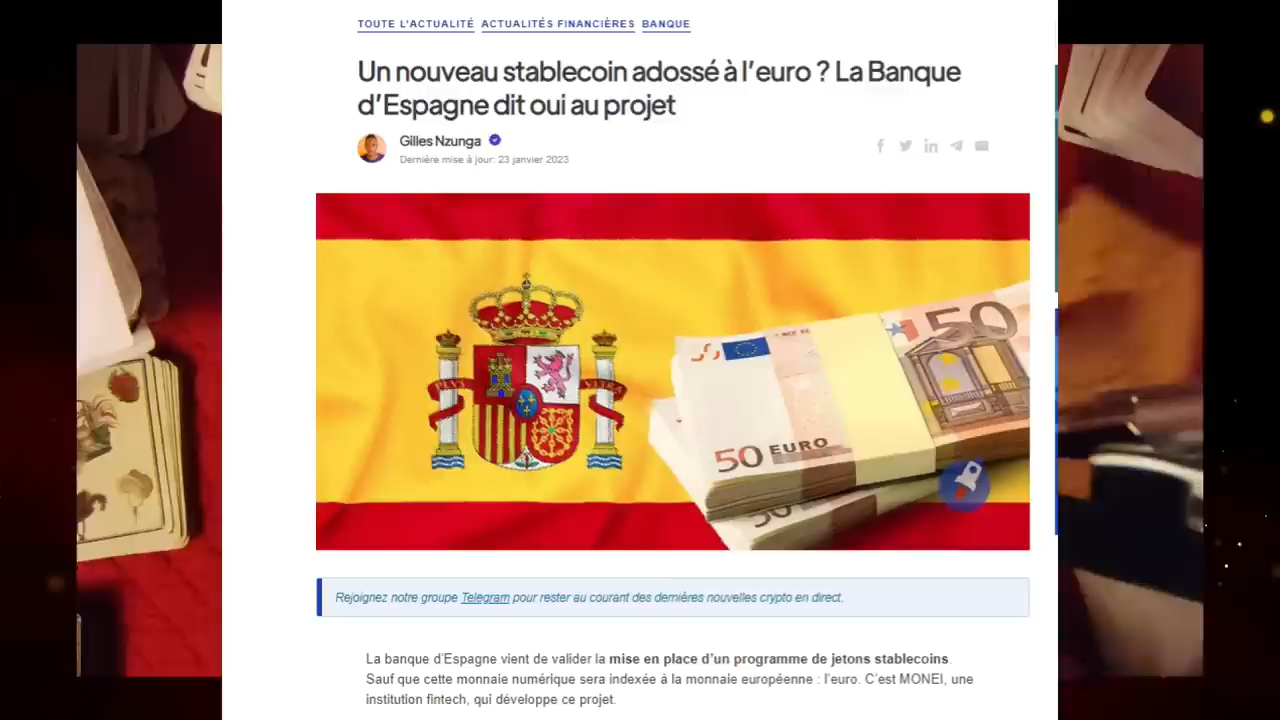 TOUTE L'ACTUALITÉ ACTUALITÉS FINANCIÈRES BANQUE
Un nouveau stablecoin adossé à l'euro ? La Banque
d'Espagne dit oui au projet
Gilles Nzunga
Dernière mise à jour: 23 janvier 2023
PLVS VLTRA
50
50 EURO
50
Rejoignez notre groupe Telegram pour rester au courant des dernières nouvelles crypto en direct.
La banque d'Espagne vient de valider la mise en place d'un programme de jetons stablecoins.
Sauf que cette monnaie numérique sera indexée à la monnaie européenne : l'euro. C'est MONEI, une
institution fintech, qui développe ce projet.